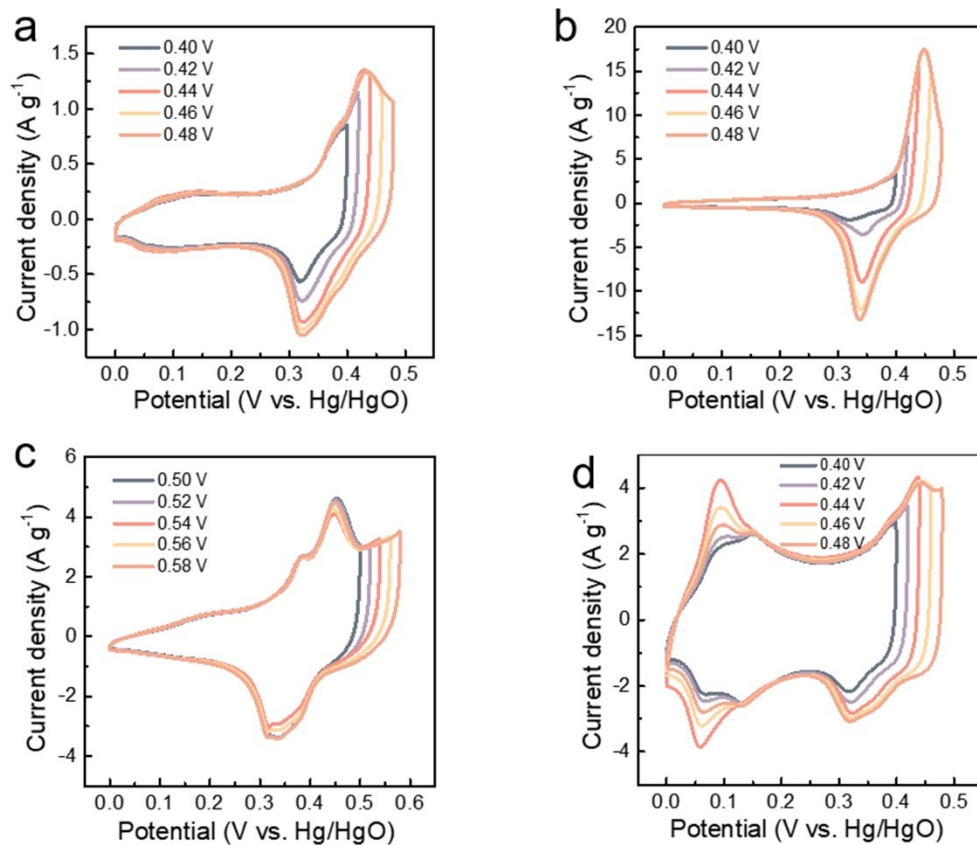 a
0.40 V
0.42 V
0.44 V
0.46 V
0.48 V
1.5
1.0
0.5
0.0
-0.5
-1.0
Current density (A g⁻¹)
0.0 0.1 0.2 0.3 0.4 0.5
Potential (V vs. Hg/HgO)
b
0.40 V
0.42 V
0.44 V
0.46 V
0.48 V
20
15
10
5
0
-5
-10
-15
Current density (A g⁻¹)
0.0 0.1 0.2 0.3 0.4 0.5
Potential (V vs. Hg/HgO)
c
0.50 V
0.52 V
0.54 V
0.56 V
0.58 V
6
4
2
0
-2
-4
Current density (A g⁻¹)
0.0 0.1 0.2 0.3 0.4 0.5 0.6
Potential (V vs. Hg/HgO)
d
0.40 V
0.42 V
0.44 V
0.46 V
0.48 V
4
2
0
-2
-4
Current density (A g⁻¹)
0.0 0.1 0.2 0.3 0.4 0.5
Potential (V vs. Hg/HgO)